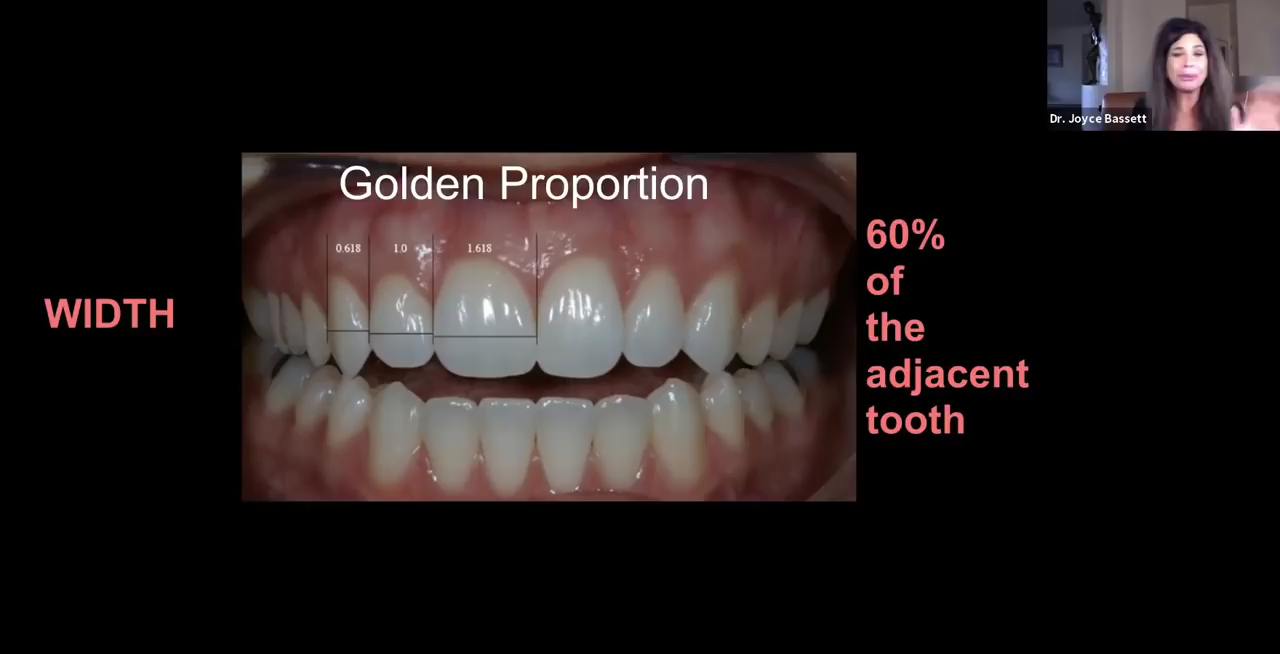 Dr. Joyce Bassett
Golden Proportion
0.618 1.0 1.618
WIDTH
60%
of
the
adjacent
tooth